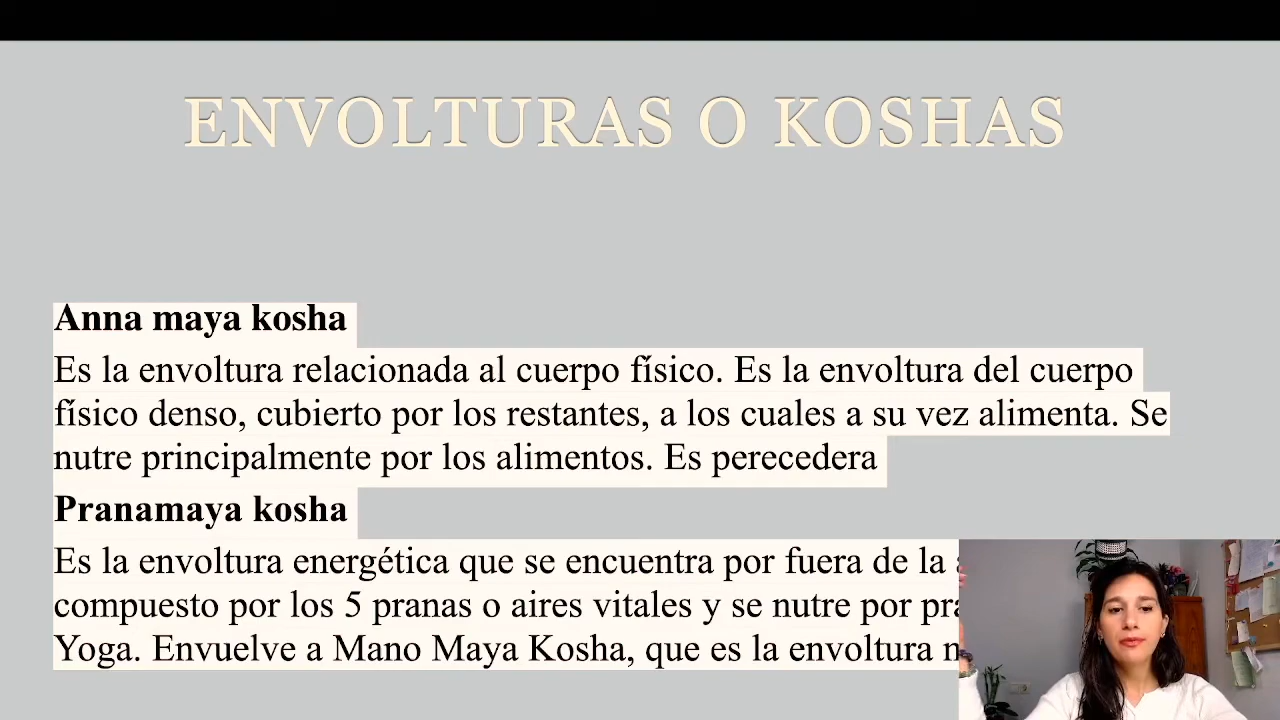 ENVOLTURAS O KOSHAS
Anna maya kosha
Es la envoltura relacionada al cuerpo físico. Es la envoltura del cuerpo
físico denso, cubierto por los restantes, a los cuales a su vez alimenta. Se
nutre principalmente por los alimentos. Es perecedera
Pranamaya kosha
Es la envoltura energética que se encuentra por fuera de la
compuesto por los 5 pranas o aires vitales y se nutre por
Yoga. Envuelve a Mano Maya Kosha, que es la envoltura